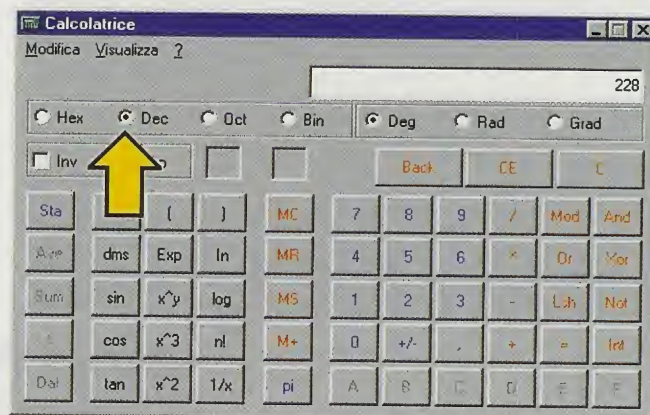 Calcolatrice
Modifica Visualizza ?
228
Hex Dec Oct Bin Deg Rad Grad
Inv Back CE C
Sta ( ) MC 7 8 9 / Mod And
Ave dms Exp ln MR 4 5 6 * Or Xor
Sum sin x^y log MS 1 2 3 - Lsh Not
cos x^3 n! M+ 0 +/- , + = Int
Dat tan x^2 1/x pi A B C D E F